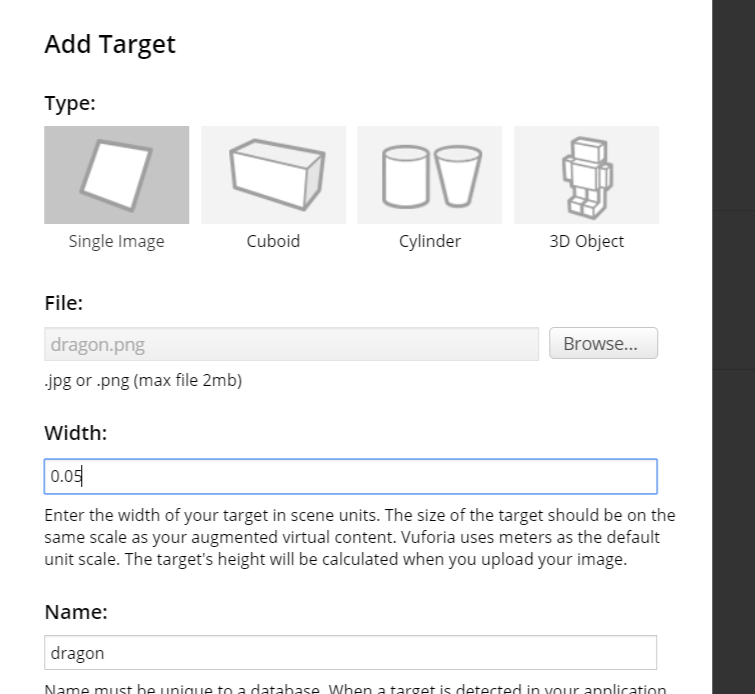 Add Target
Type:
Single Image
Cuboid
Cylinder
3D Object
File:
dragon.png
Browse...
.jpg or .png (max file 2mb)
Width:
0.05
Enter the width of your target in scene units. The size of the target should be on the
same scale as your augmented virtual content. Vuforia uses meters as the default
unit scale. The target's height will be calculated when you upload your image.
Name:
dragon
Name must be unique to a database. When a target is detected in your application